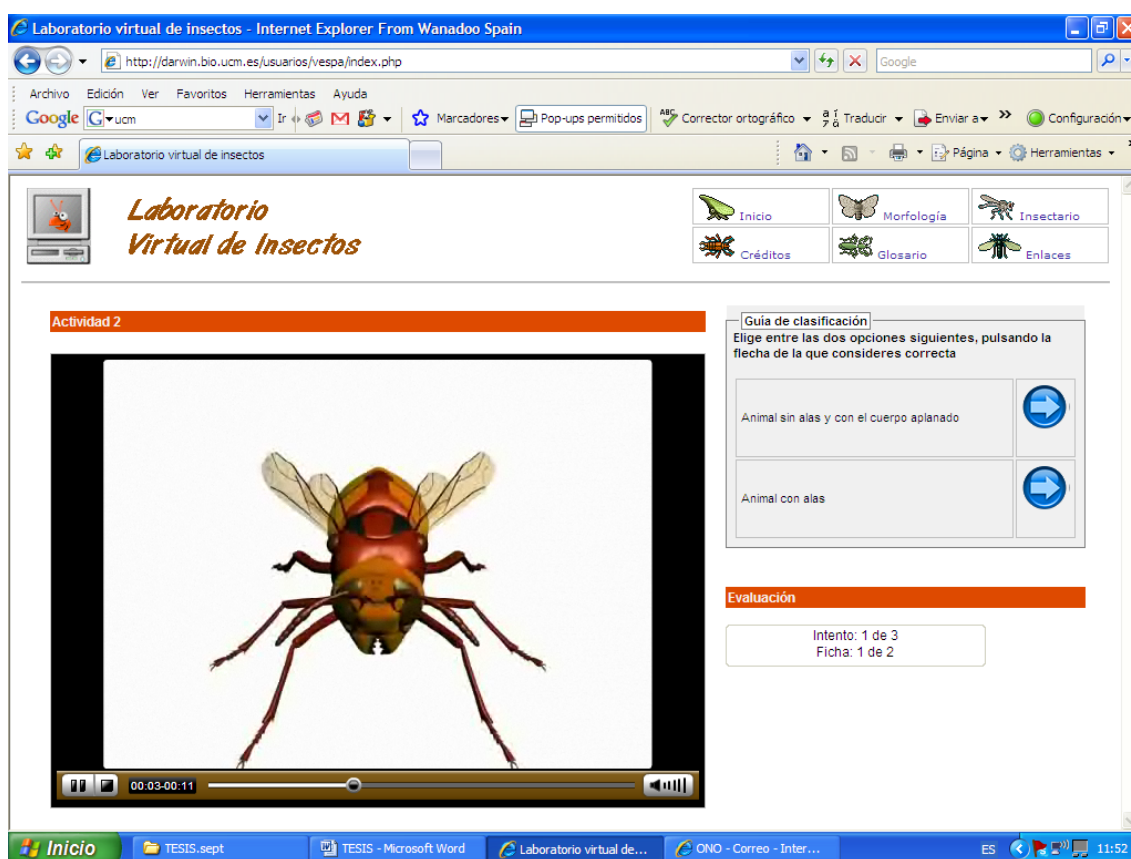 Laboratorio virtual de insectos - Internet Explorer From Wanadoo Spain
http://darwin.bio.ucm.es/usuarios/vespa/index.php
Google
Archivo Edición Ver Favoritos Herramientas Ayuda
Google G ucm Ir Marcadores Pop-ups permitidos ABC Corrector ortográfico Traducir Enviar a Configuración
Laboratorio virtual de insectos Página Herramientas
Laboratorio
Virtual de Insectos
Inicio Morfología Insectario
Créditos Glosario Enlaces
Actividad 2
Guía de clasificación
Elige entre las dos opciones siguientes, pulsando la
flecha de la que consideres correcta
Animal sin alas y con el cuerpo aplanado
Animal con alas
Evaluación
Intento: 1 de 3
Ficha: 1 de 2
00:03-00:11
Inicio TESIS.sept TESIS - Microsoft Word Laboratorio virtual de... ONO - Correo - Inter... ES 11:52